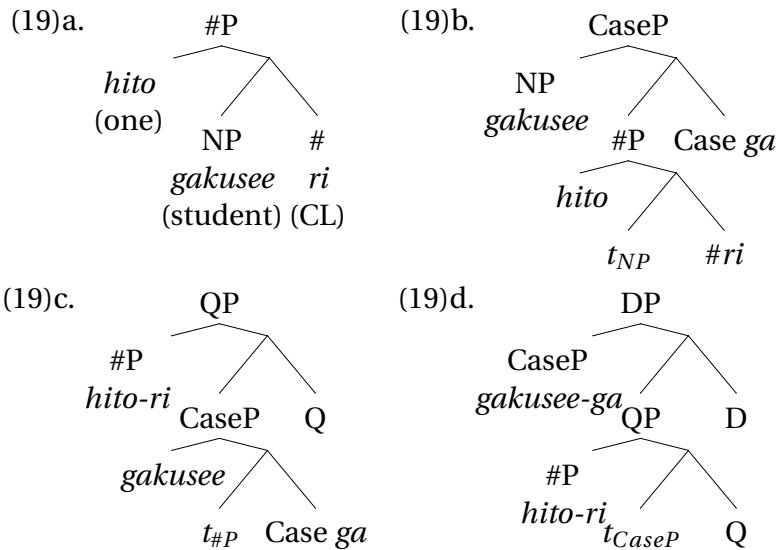 (19)a. #P
hito
(one)
NP #
gakusee ri
(student) (CL)
(19)b. CaseP
NP
gakusee
#P Case ga
hito
t_NP #ri
(19)c. QP
#P
hito-ri
CaseP Q
gakusee
t_#P Case ga
(19)d. DP
CaseP
gakusee-ga
QP D
#P
hito-ri
t_CaseP Q